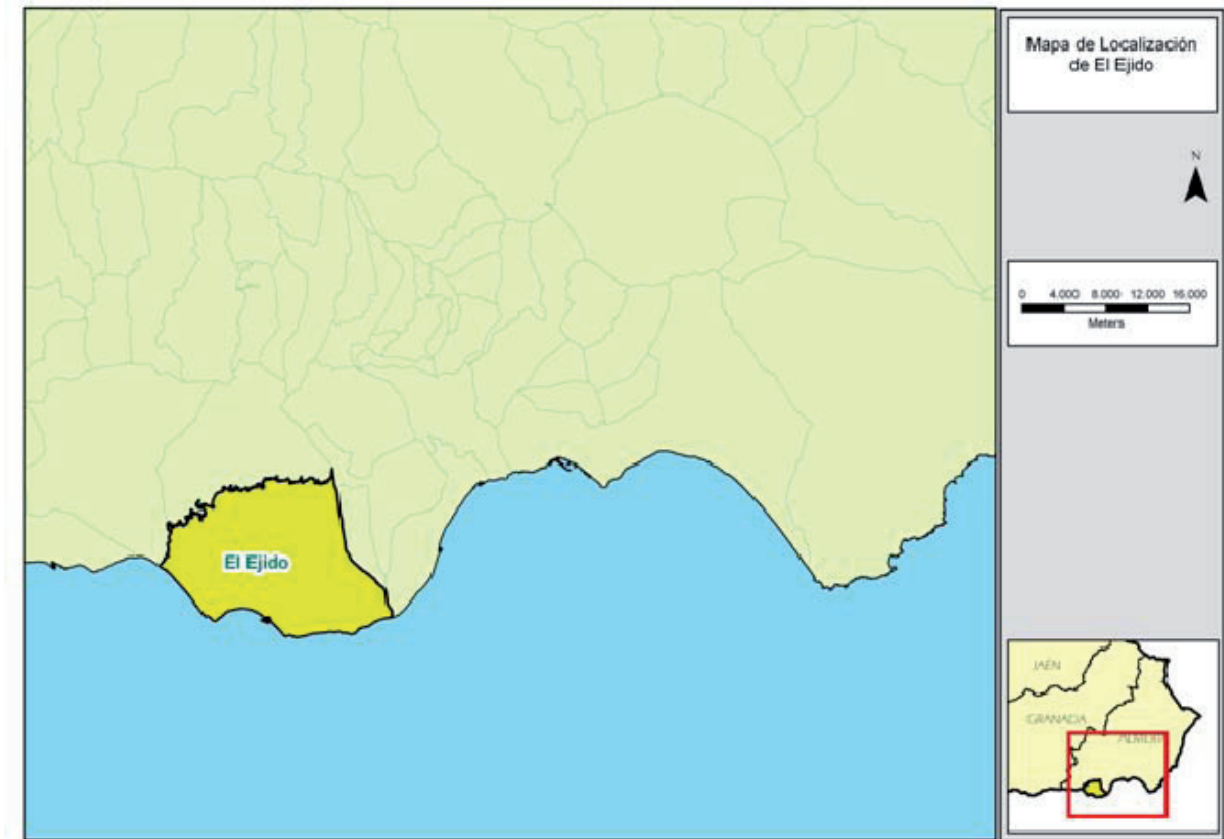 Mapa de Localización
de El Ejido
N
0 4.000 8.000 12.000 16.000
Meters
El Ejido
JAÉN
GRANADA